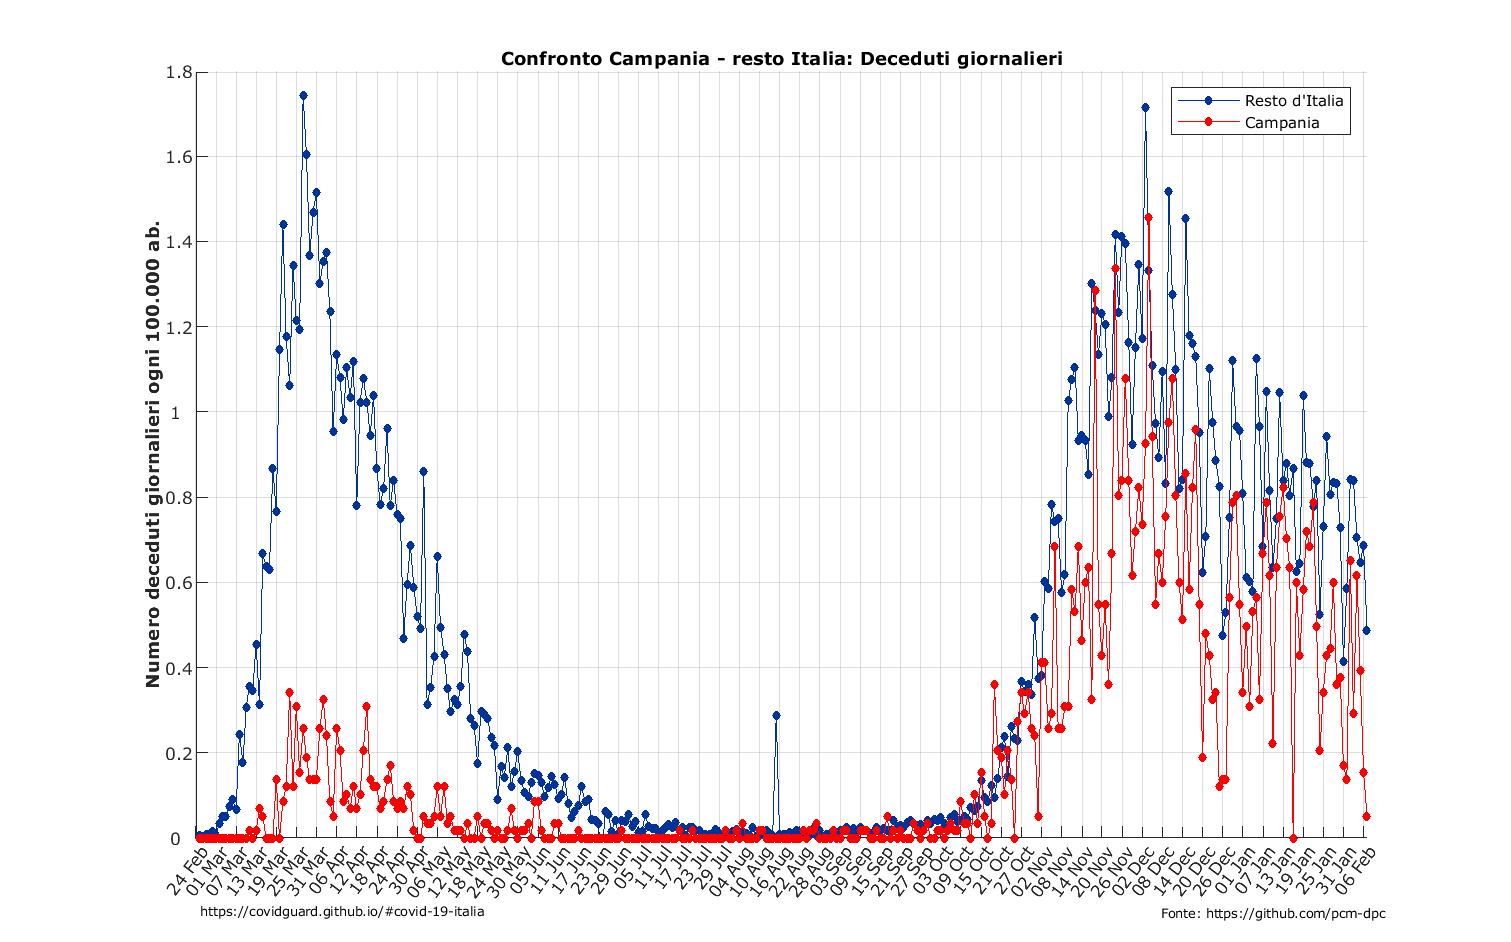 Confronto Campania - resto Italia: Deceduti giornalieri
Numero deceduti giornalieri ogni 100.000 ab.
1.8
1.6
1.4
1.2
1
0.8
0.6
0.4
0.2
0
Resto d'Italia
Campania
24 Feb
01 Mar
07 Mar
13 Mar
19 Mar
25 Mar
31 Mar
06 Apr
12 Apr
18 Apr
24 Apr
30 Apr
06 May
12 May
18 May
24 May
30 May
05 Jun
11 Jun
17 Jun
23 Jun
29 Jun
05 Jul
11 Jul
17 Jul
23 Jul
29 Jul
04 Aug
10 Aug
16 Aug
22 Aug
28 Aug
03 Sep
09 Sep
15 Sep
21 Sep
27 Sep
03 Oct
09 Oct
15 Oct
21 Oct
27 Oct
02 Nov
08 Nov
14 Nov
20 Nov
26 Nov
02 Dec
08 Dec
14 Dec
20 Dec
26 Dec
01 Jan
07 Jan
13 Jan
19 Jan
25 Jan
31 Jan
06 Feb
https://covidguard.github.io/#covid-19-italia
Fonte: https://github.com/pcm-dpc